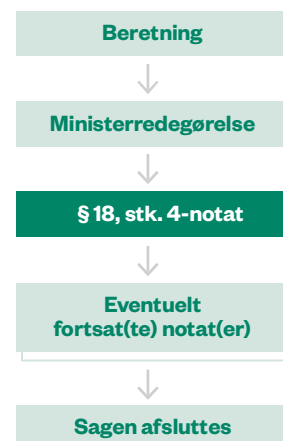 Beretning
Ministerredegørelse
§ 18, stk. 4-notat
Eventuelt
fortsat(te) notat(er)
Sagen afsluttes